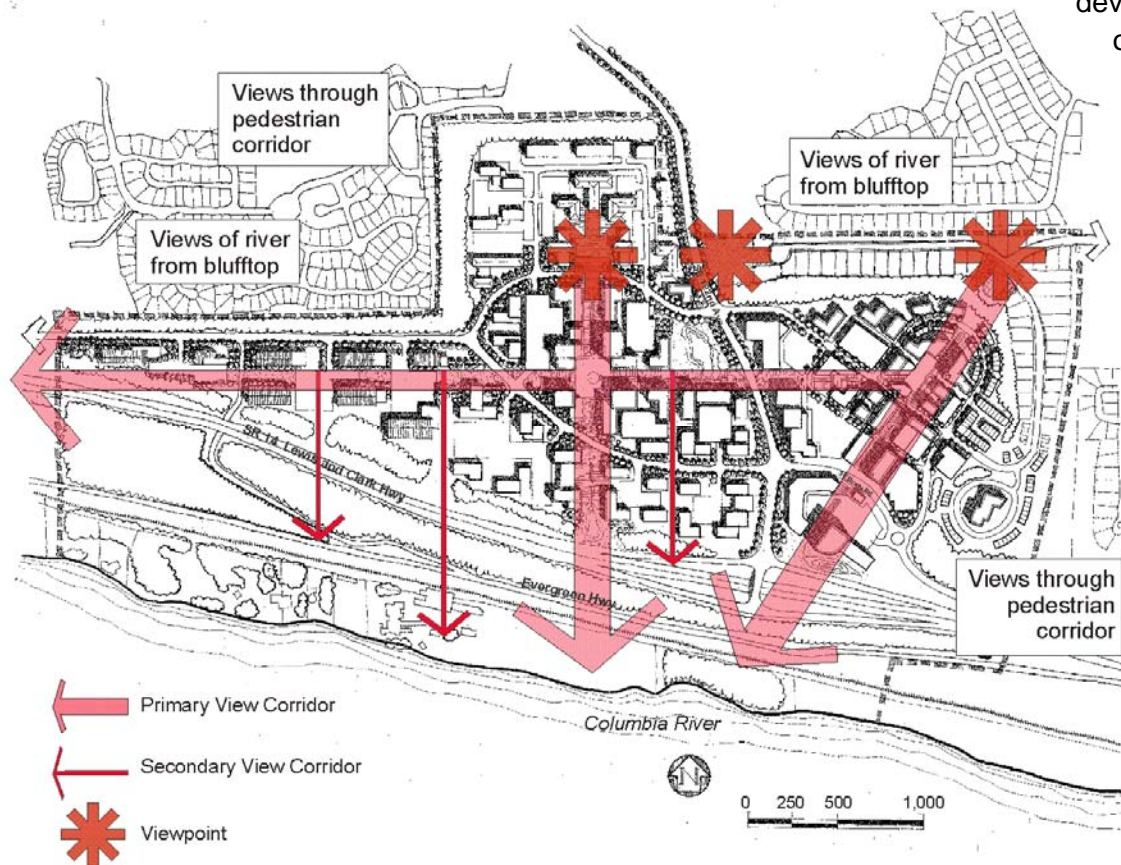 dev
Views through
pedestrian
corridor
Views of river
from blufftop
Views of river
from blufftop
SR 14 Lewis and Clark Hwy
Evergreen Hwy
Views through
pedestrian
corridor
Columbia River
N
Primary View Corridor
Secondary View Corridor
Viewpoint
0 250 500 1,000